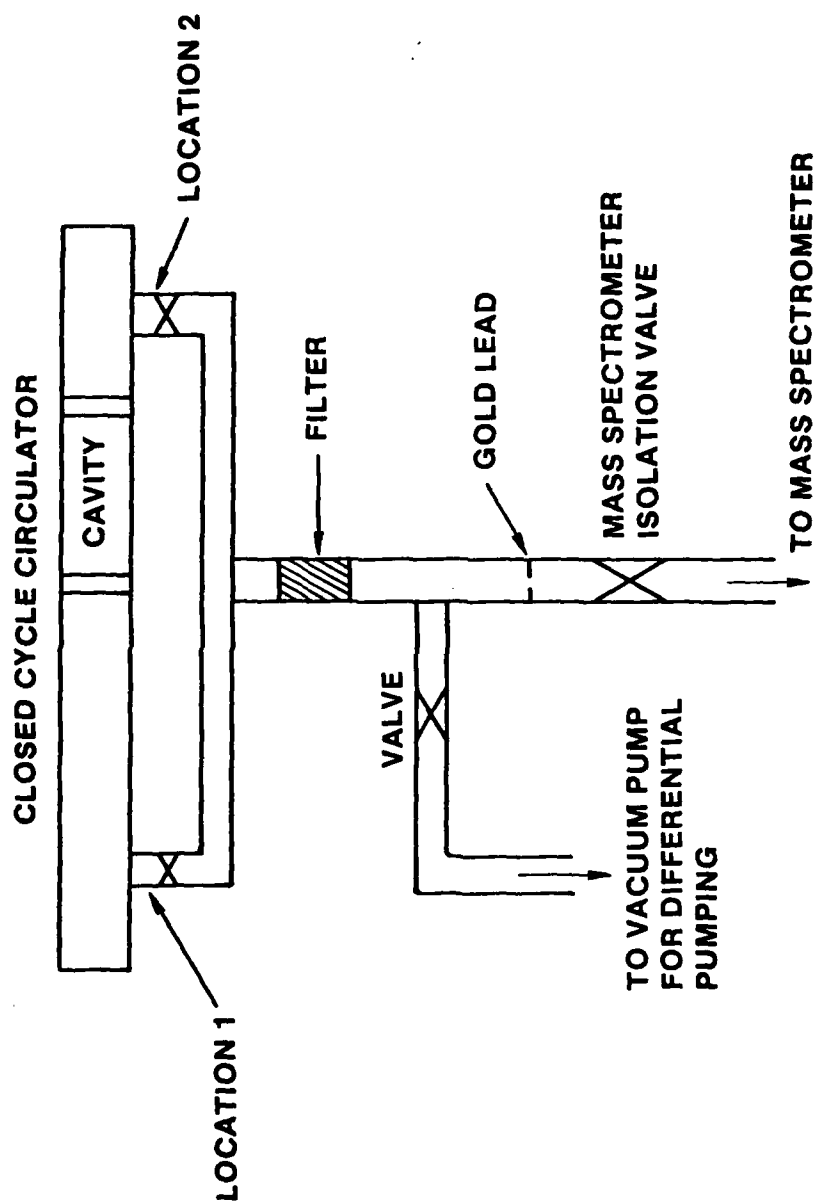 CLOSED CYCLE CIRCULATOR
CAVITY
LOCATION 1
LOCATION 2
FILTER
VALVE
GOLD LEAD
MASS SPECTROMETER
ISOLATION VALVE
TO VACUUM PUMP
FOR DIFFERENTIAL
PUMPING
TO MASS SPECTROMETER